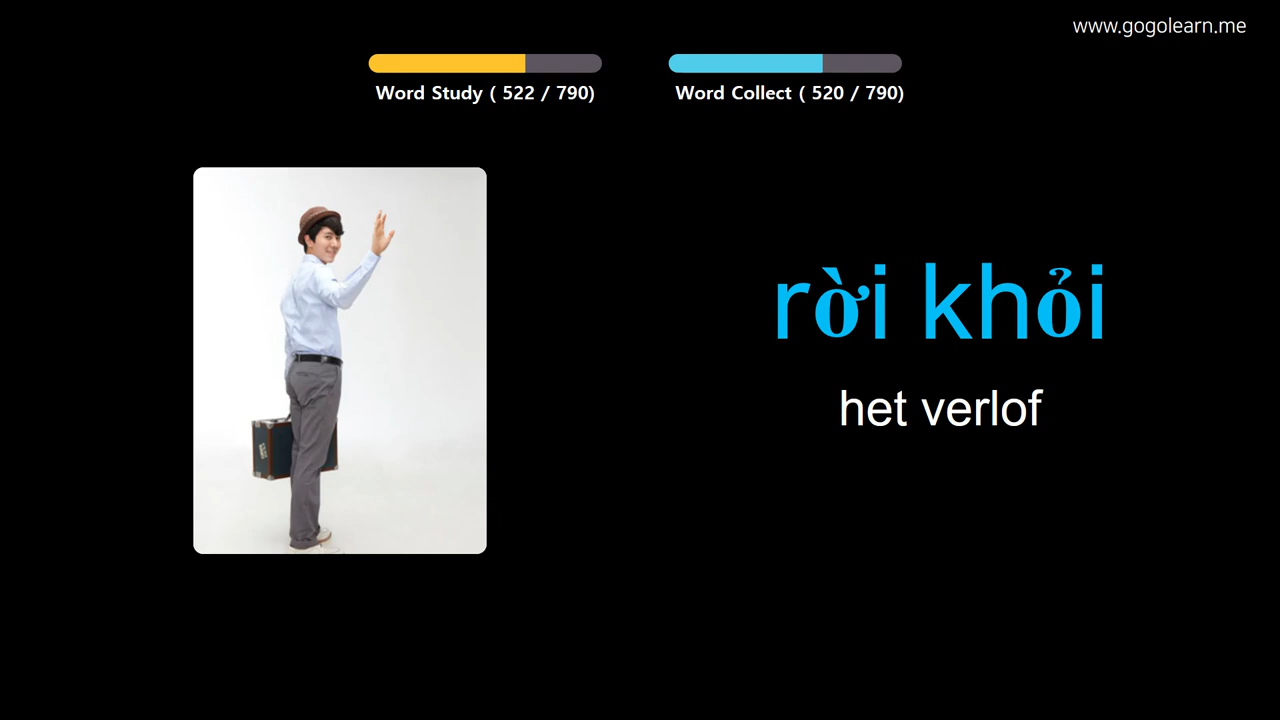 www.gogolearn.me
Word Study ( 522 / 790)
Word Collect ( 520 / 790)
rời khỏi
het verlof